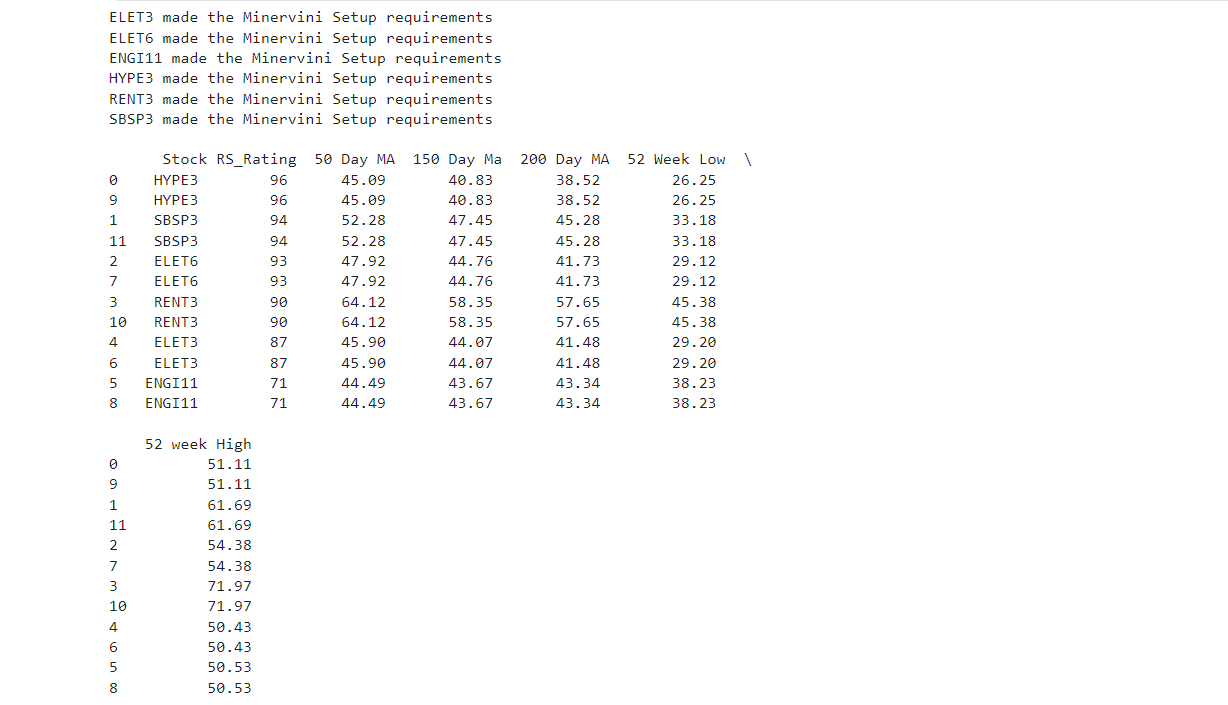 ELET3 made the Minervini Setup requirements
ELET6 made the Minervini Setup requirements
ENGI11 made the Minervini Setup requirements
HYPE3 made the Minervini Setup requirements
RENT3 made the Minervini Setup requirements
SBSP3 made the Minervini Setup requirements
Stock RS_Rating 50 Day MA 150 Day Ma 200 Day MA 52 Week Low \
0 HYPE3 96 45.09 40.83 38.52 26.25
9 HYPE3 96 45.09 40.83 38.52 26.25
1 SBSP3 94 52.28 47.45 45.28 33.18
11 SBSP3 94 52.28 47.45 45.28 33.18
2 ELET6 93 47.92 44.76 41.73 29.12
7 ELET6 93 47.92 44.76 41.73 29.12
3 RENT3 90 64.12 58.35 57.65 45.38
10 RENT3 90 64.12 58.35 57.65 45.38
4 ELET3 87 45.90 44.07 41.48 29.20
6 ELET3 87 45.90 44.07 41.48 29.20
5 ENGI11 71 44.49 43.67 43.34 38.23
8 ENGI11 71 44.49 43.67 43.34 38.23
52 week High
0 51.11
9 51.11
1 61.69
11 61.69
2 54.38
7 54.38
3 71.97
10 71.97
4 50.43
6 50.43
5 50.53
8 50.53